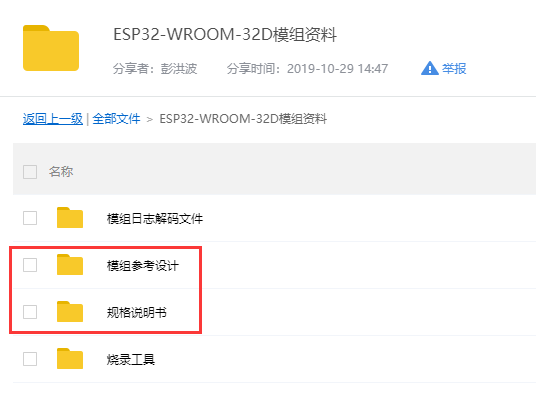 ESP32-WROOM-32D模组资料
分享者：彭洪波 分享时间：2019-10-29 14:47 举报
返回上一级 | 全部文件 > ESP32-WROOM-32D模组资料
名称
模组日志解码文件
模组参考设计
规格说明书
烧录工具